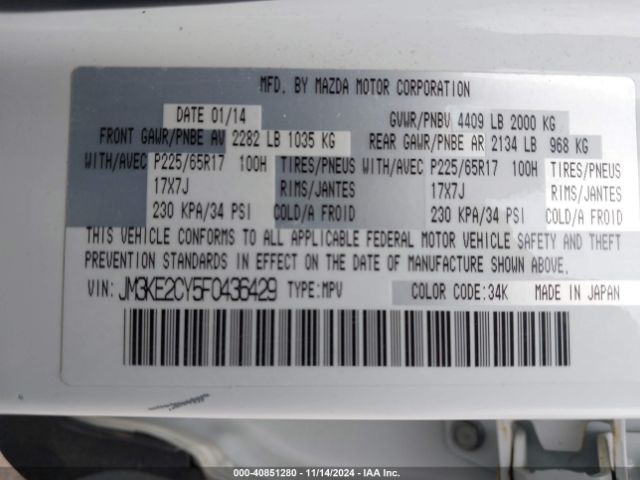 MFD. BY MAZDA MOTOR CORPORATION
DATE 01/14 GVWR/PNBV 4409 LB 2000 KG
FRONT GAWR/PNBE AV 2282 LB 1035 KG REAR GAWR/PNBE AR 2134 LB 968 KG
WITH/AVEC P225/65R17 100H TIRES/PNEUS WITH/AVEC P225/65R17 100H TIRES/PNEUS
17X7J RIMS/JANTES 17X7J RIMS/JANTES
230 KPA/34 PSI COLD/A FROID 230 KPA/34 PSI COLD/A FROID
THIS VEHICLE CONFORMS TO ALL APPLICABLE FEDERAL MOTOR VEHICLE SAFETY AND THEFT
PREVENTION STANDARDS IN EFFECT ON THE DATE OF MANUFACTURE SHOWN ABOVE.
VIN: JM3KE2CY5F0436429 TYPE:MPV COLOR CODE:34K MADE IN JAPAN
000-40851280 - 11/14/2024 - IAA Inc.